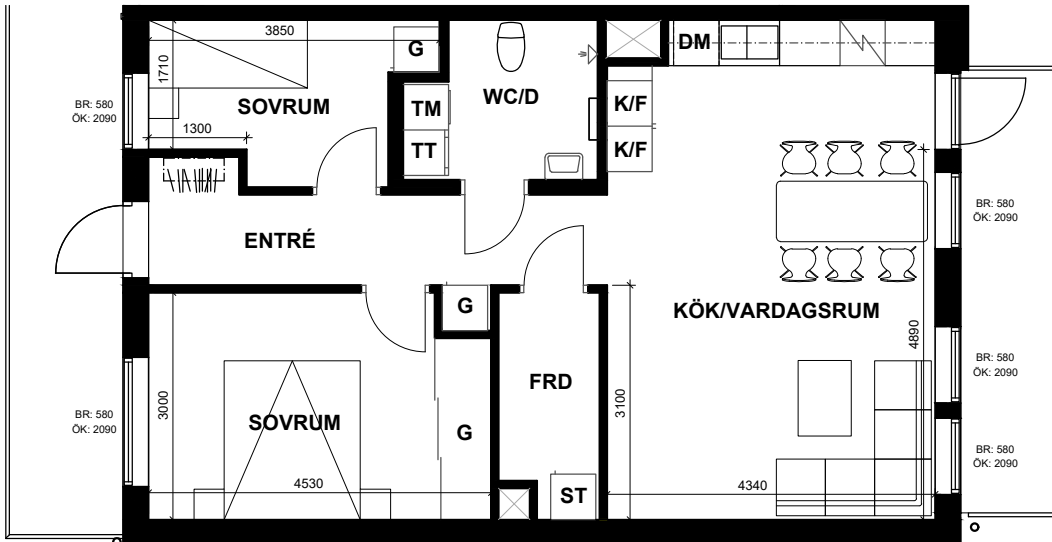 3850
G
DM
1710
BR: 580
ÖK: 2090
SOVRUM
WC/D
TM
K/F
1300
TT
K/F
BR: 580
ÖK: 2090
ENTRÉ
G
KÖK/VARDAGSRUM
4890
BR: 580
ÖK: 2090
FRD
3000
3100
BR: 580
ÖK: 2090
SOVRUM
G
BR: 580
ÖK: 2090
4530
ST
4340